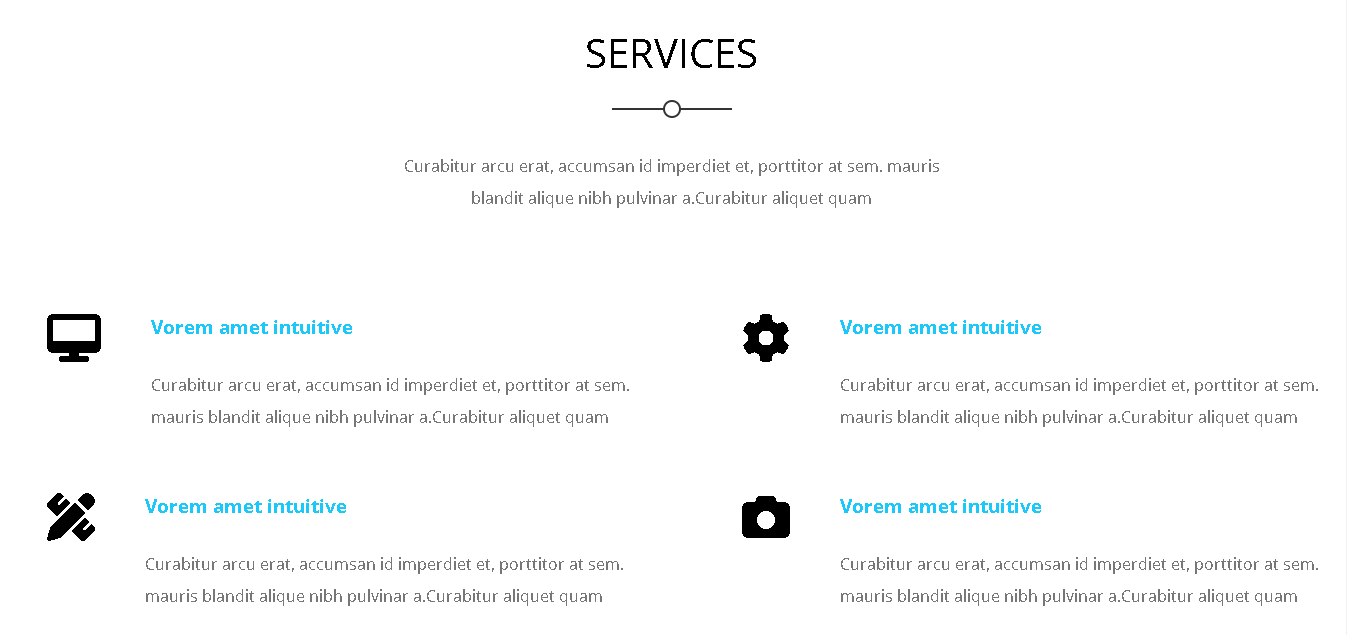 SERVICES
Curabitur arcu erat, accumsan id imperdiet et, porttitor at sem. mauris
blandit alique nibh pulvinar a.Curabitur aliquet quam
Vorem amet intuitive
Curabitur arcu erat, accumsan id imperdiet et, porttitor at sem.
mauris blandit alique nibh pulvinar a.Curabitur aliquet quam
Vorem amet intuitive
Curabitur arcu erat, accumsan id imperdiet et, porttitor at sem.
mauris blandit alique nibh pulvinar a.Curabitur aliquet quam
Vorem amet intuitive
Curabitur arcu erat, accumsan id imperdiet et, porttitor at sem.
mauris blandit alique nibh pulvinar a.Curabitur aliquet quam
Vorem amet intuitive
Curabitur arcu erat, accumsan id imperdiet et, porttitor at sem.
mauris blandit alique nibh pulvinar a.Curabitur aliquet quam